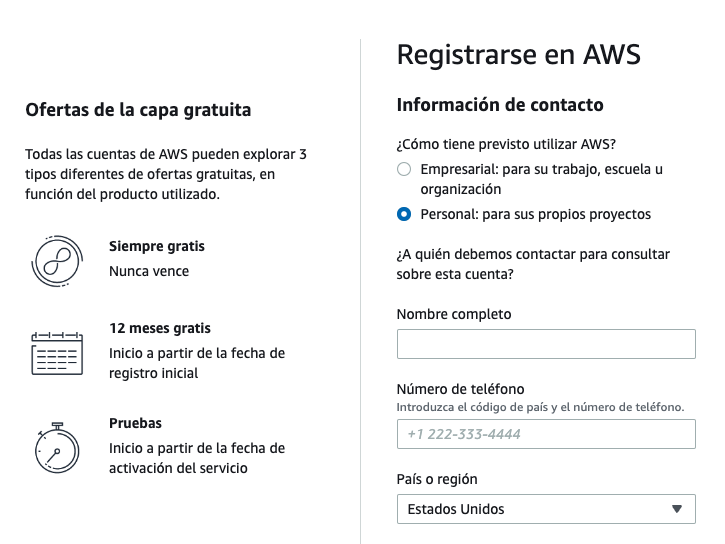 Ofertas de la capa gratuita
Todas las cuentas de AWS pueden explorar 3
tipos diferentes de ofertas gratuitas, en
función del producto utilizado.
Siempre gratis
Nunca vence
12 meses gratis
Inicio a partir de la fecha de
registro inicial
Pruebas
Inicio a partir de la fecha de
activación del servicio
Registrarse en AWS
Información de contacto
¿Cómo tiene previsto utilizar AWS?
Empresarial: para su trabajo, escuela u
organización
Personal: para sus propios proyectos
¿A quién debemos contactar para consultar
sobre esta cuenta?
Nombre completo
Número de teléfono
Introduzca el código de país y el número de teléfono.
+1 222-333-4444
País o región
Estados Unidos